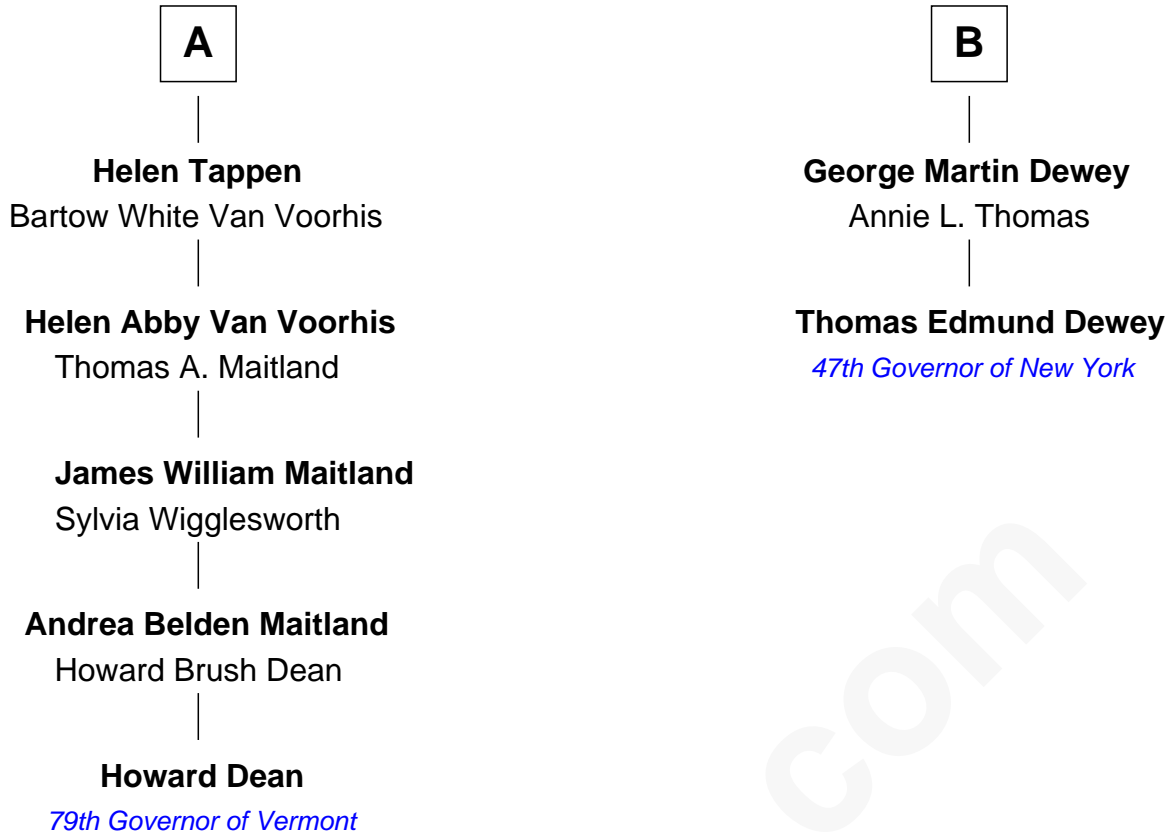 A
Helen Tappen
Bartow White Van Voorhis
Helen Abby Van Voorhis
Thomas A. Maitland
James William Maitland
Sylvia Wigglesworth
Andrea Belden Maitland
Howard Brush Dean
Howard Dean
79th Governor of Vermont
B
George Martin Dewey
Annie L. Thomas
Thomas Edmund Dewey
47th Governor of New York
com